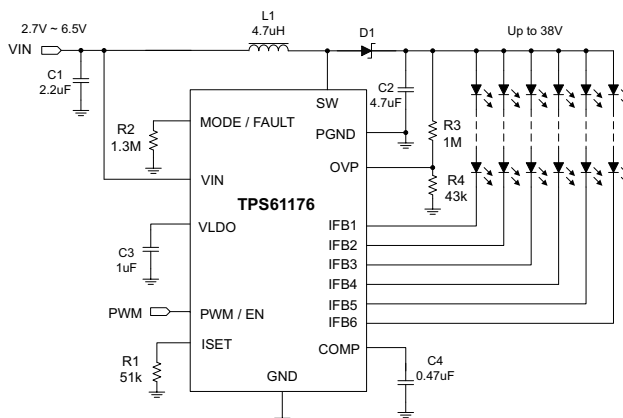 2.7V ~ 6.5V
VIN
L1
4.7uH
D1
Up to 38V
C1
2.2uF
C2
4.7uF
SW
R2
1.3M
MODE / FAULT
PGND
R3
1M
OVP
VIN
R4
43k
TPS61176
VLDO
IFB1
IFB2
C3
1uF
IFB3
IFB4
PWM
PWM / EN
IFB5
IFB6
ISET
COMP
R1
51k
GND
C4
0.47uF